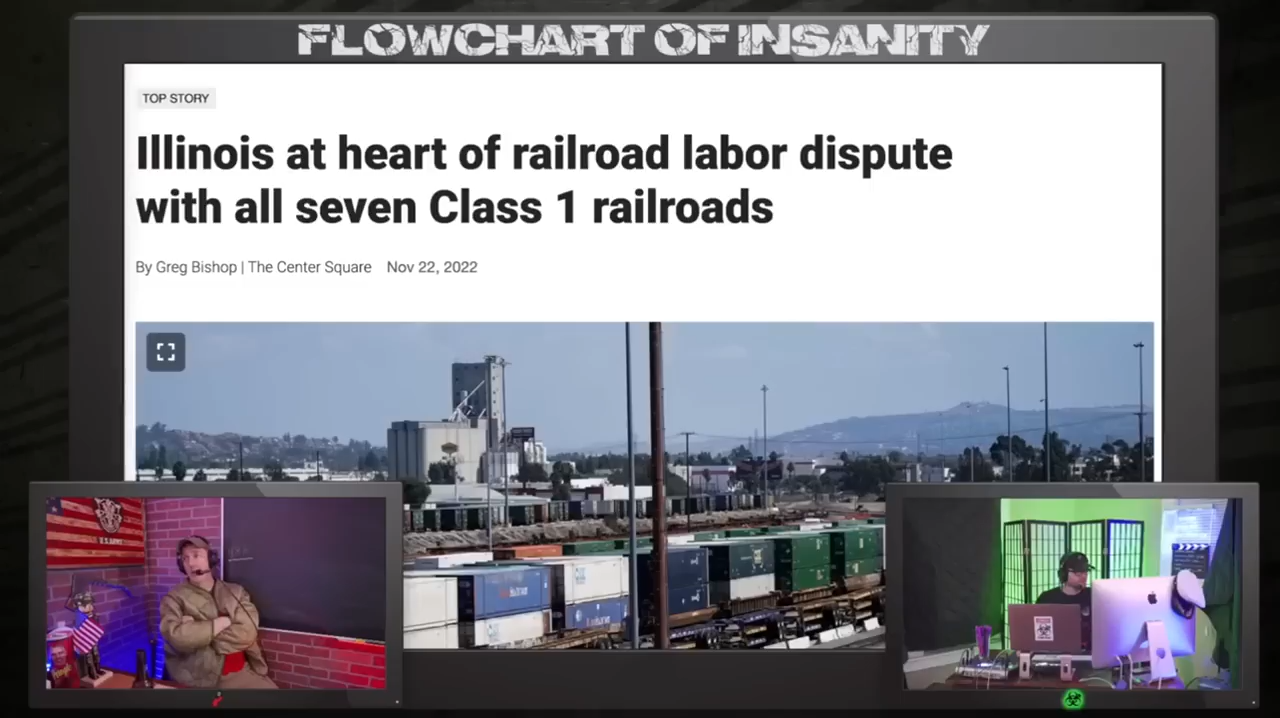 FLOWCHART OF INSANITY
TOP STORY
Illinois at heart of railroad labor dispute
with all seven Class 1 railroads
By Greg Bishop | The Center Square Nov 22, 2022
U.S. ARMY